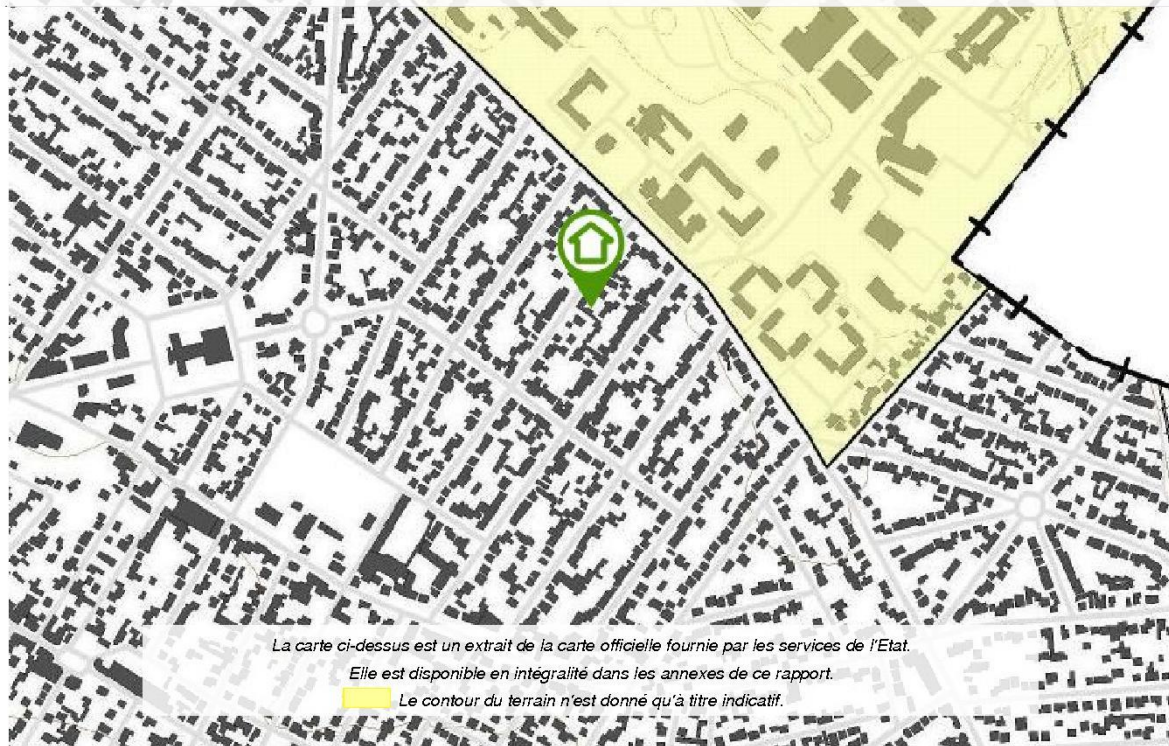 La carte ci-dessus est un extrait de la carte officielle fournie par les services de l'Etat.
Elle est disponible en intégralité dans les annexes de ce rapport.
Le contour du terrain n'est donné qu'à titre indicatif.